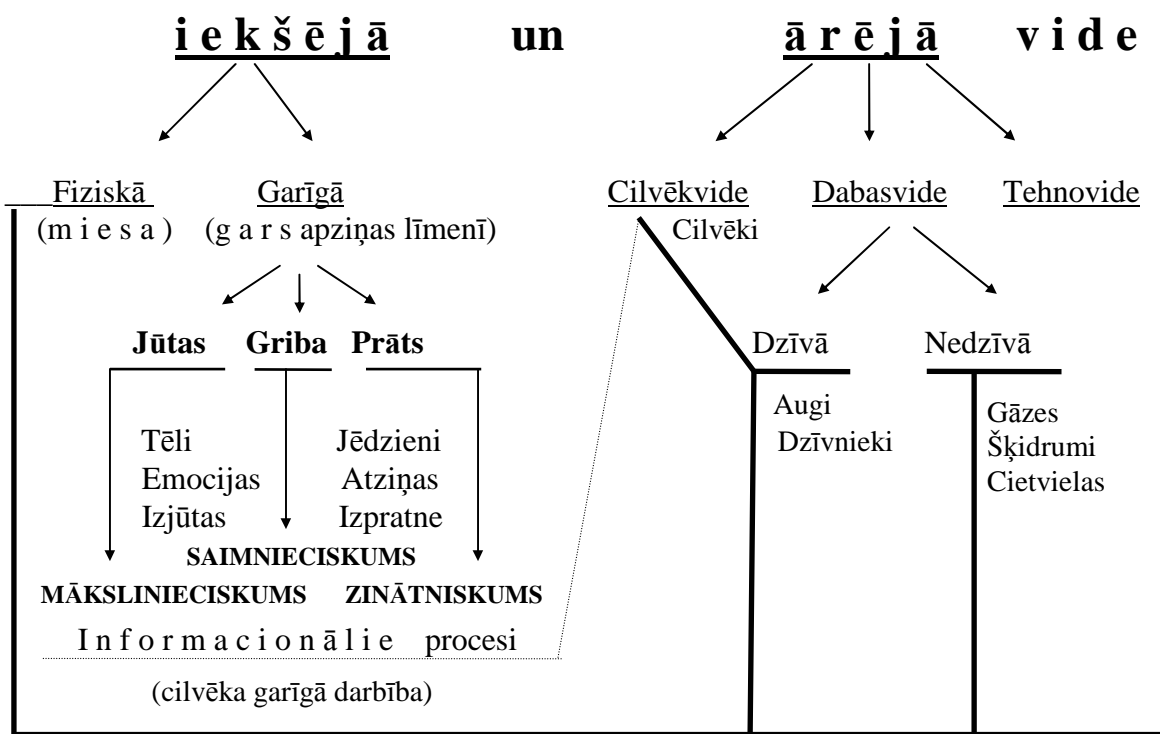 iekšējā un ārējā vide
Fiziskā Garīgā Cilvēkvide Dabasvide Tehnovide
(miesa) (gars apziņas līmenī) Cilvēki
Jūtas Griba Prāts Dzīvā Nedzīvā
Augi Gāzes
Tēli Jēdzieni Dzīvnieki Šķidrumi
Emocijas Atziņas Cietvielas
Izjūtas Izpratne
SAIMNIECISKUMS
MĀKSLINIECISKUMS ZINĀTNISKUMS
Informacionālie procesi
(cilvēka garīgā darbība)